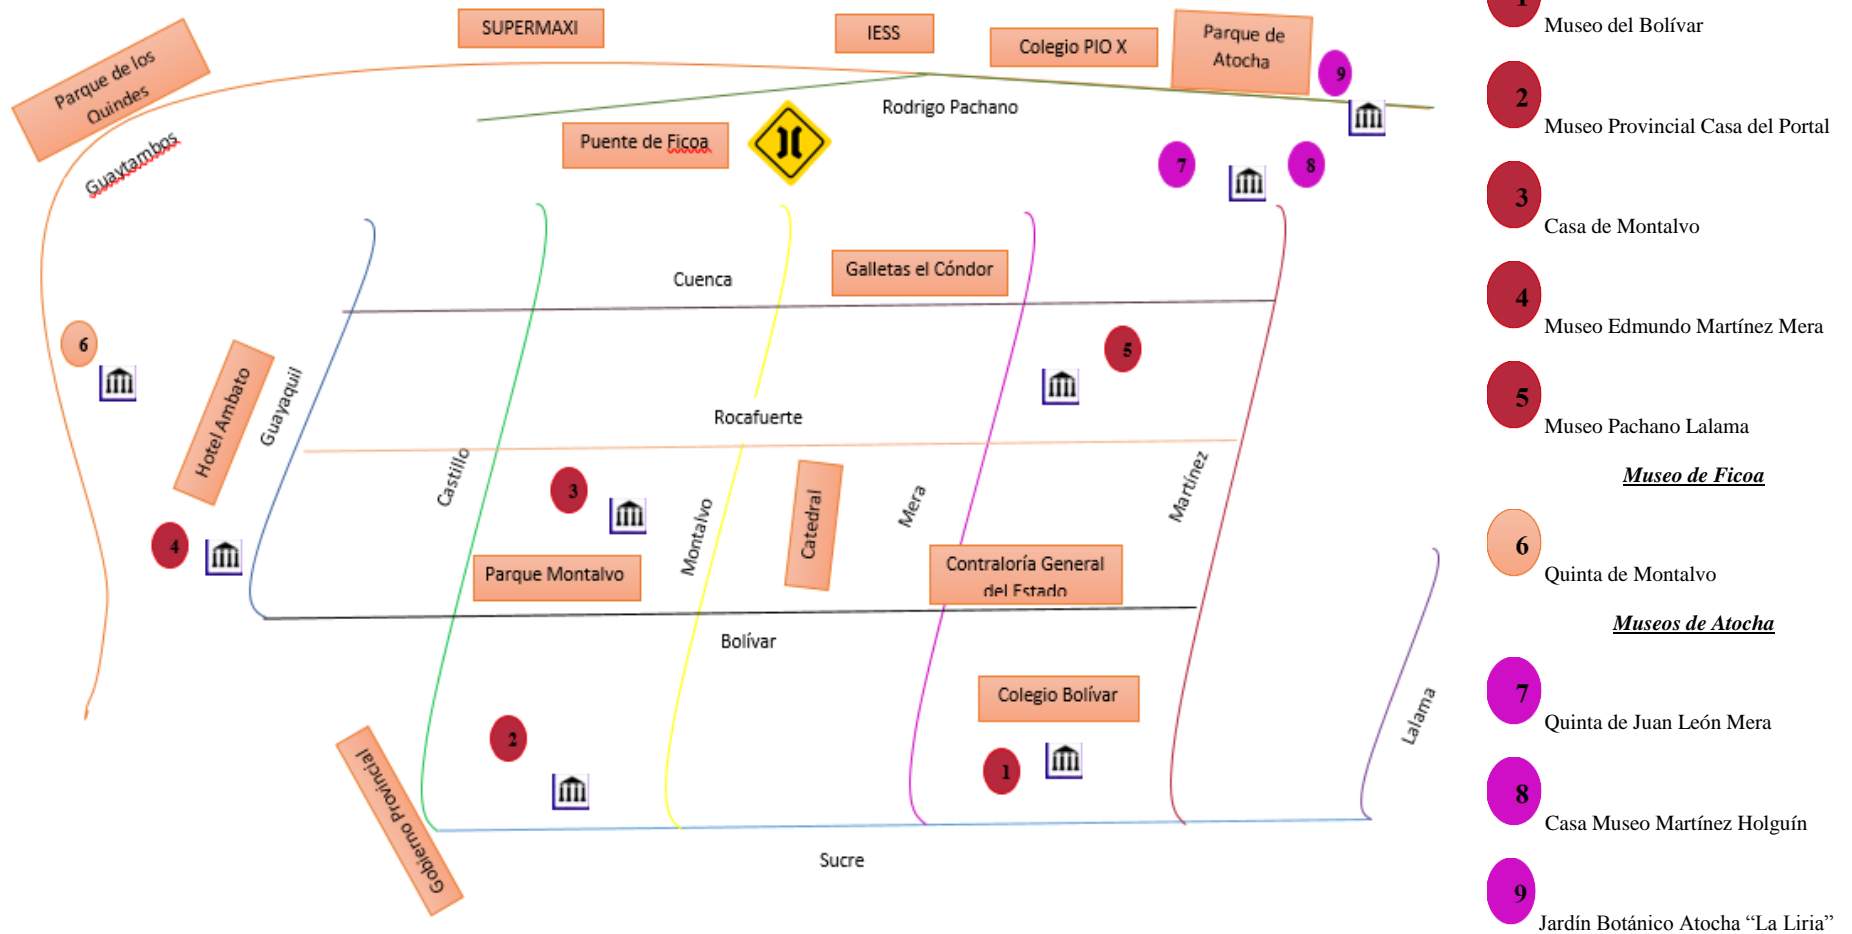 SUPERMAXI
IESS
Colegio PIO X
Parque de
Atocha
9
Parque de los
Quindes
Rodrigo Pachano
Puente de Ficoa
Guaytambos
7
8
Cuenca
Galletas el Cóndor
6
5
Hotel Ambato
Guayaquil
Rocafuerte
Castillo
3
Montalvo
Catedral
Mera
Martínez
4
Parque Montalvo
Contraloría General
del Estado
Bolívar
Colegio Bolívar
Lalama
2
1
Gobierno Provincial
Sucre
1
Museo del Bolívar
2
Museo Provincial Casa del Portal
3
Casa de Montalvo
4
Museo Edmundo Martínez Mera
5
Museo Pachano Lalama
Museo de Ficoa
6
Quinta de Montalvo
Museos de Atocha
7
Quinta de Juan León Mera
8
Casa Museo Martínez Holguín
9
Jardín Botánico Atocha “La Liria”